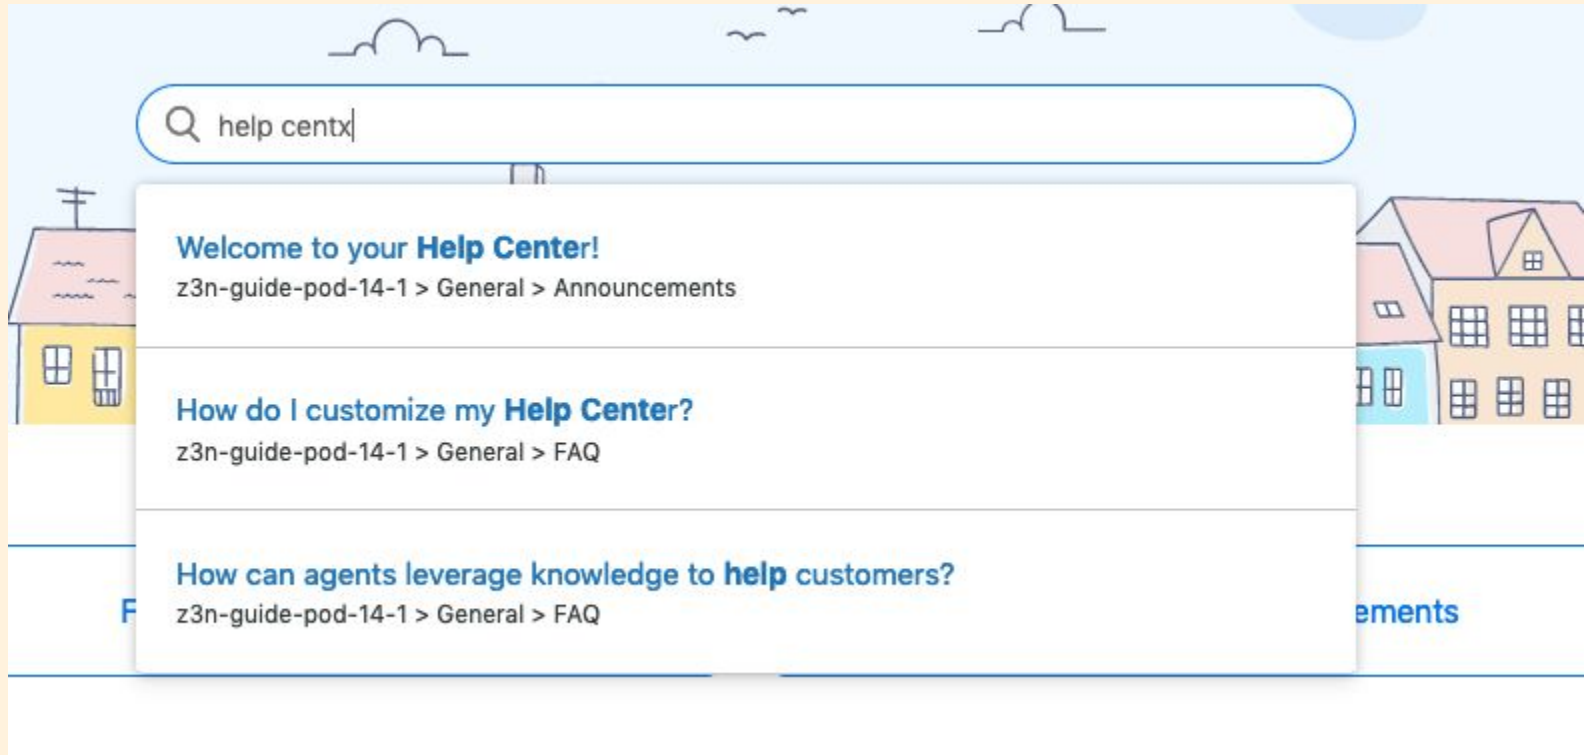 help centx
Welcome to your Help Center!
z3n-guide-pod-14-1 > General > Announcements
How do I customize my Help Center?
z3n-guide-pod-14-1 > General > FAQ
How can agents leverage knowledge to help customers?
z3n-guide-pod-14-1 > General > FAQ
F
ements